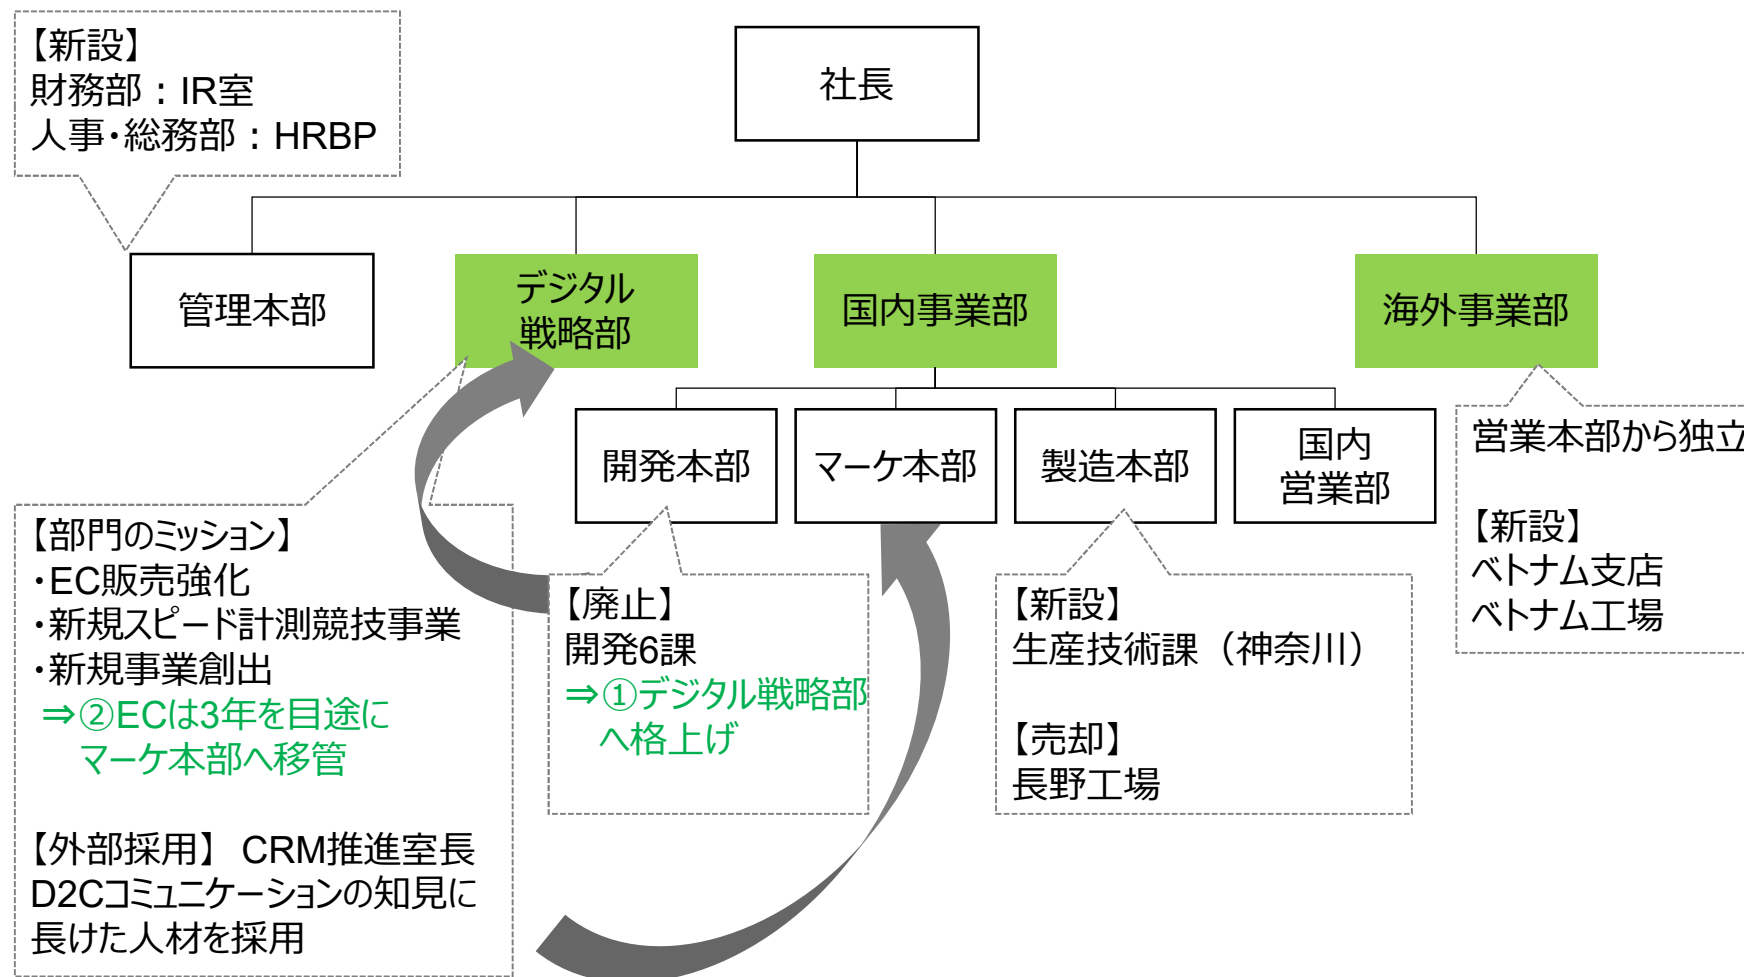 【新設】
財務部：IR室
人事・総務部：HRBP
社長
管理本部
デジタル
戦略部
国内事業部
海外事業部
開発本部
マーケ本部
製造本部
国内
営業部
営業本部から独立
【新設】
ベトナム支店
ベトナム工場
【部門のミッション】
・EC販売強化
・新規スピード計測競技事業
・新規事業創出
⇒②ECは3年を目途に
マーケ本部へ移管
【外部採用】 CRM推進室長
D2Cコミュニケーションの知見に
長けた人材を採用
【廃止】
開発6課
⇒①デジタル戦略部
へ格上げ
【新設】
生産技術課（神奈川）
【売却】
長野工場